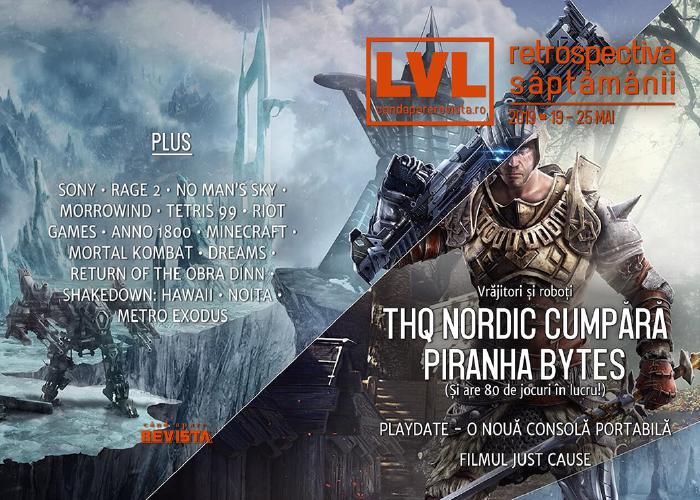 PLUS
SONY • RAGE 2 • NO MAN'S SKY •
MORROWIND • TETRIS 99 • RIOT
GAMES • ANNO 1800 • MINECRAFT •
MORTAL KOMBAT • DREAMS •
RETURN OF THE OBRA DINN •
SHAKEDOWN: HAWAII • NOITA •
METRO EXODUS
când apare
REVISTA
LVL
candaparerevista.ro
retrospectiva
săptămânii
2019 • 19 - 25 MAI
Vrăjitori și roboți
THQ NORDIC CUMPĂRĂ
PIRANHA BYTES
(Și are 80 de jocuri în lucru!)
PLAYDATE – O NOUĂ CONSOLĂ PORTABILĂ
FILMUL JUST CAUSE